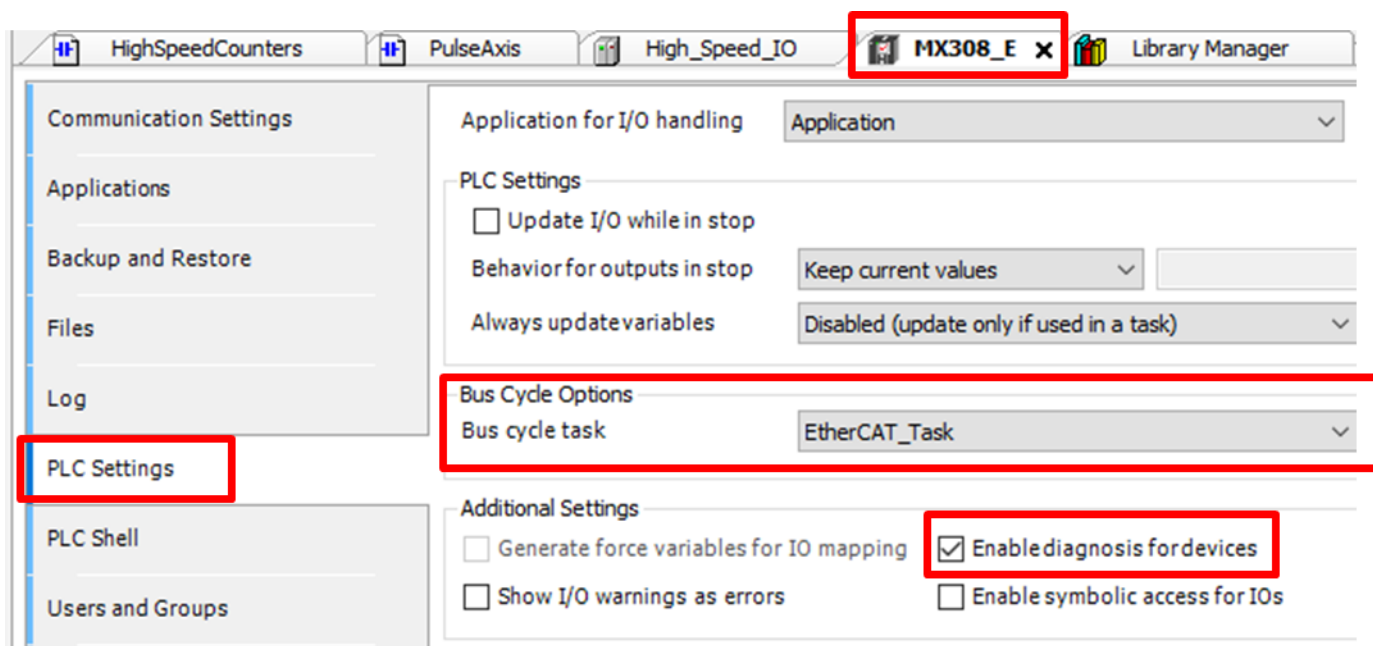 HighSpeedCounters PulseAxis High_Speed_IO MX308_E Library Manager
Communication Settings
Applications
Backup and Restore
Files
Log
PLC Settings
PLC Shell
Users and Groups
Application for I/O handling Application
PLC Settings
Update I/O while in stop
Behavior for outputs in stop Keep current values
Always update variables Disabled (update only if used in a task)
Bus Cycle Options
Bus cycle task EtherCAT_Task
Additional Settings
Generate force variables for IO mapping Enable diagnosis for devices
Show I/O warnings as errors Enable symbolic access for IOs